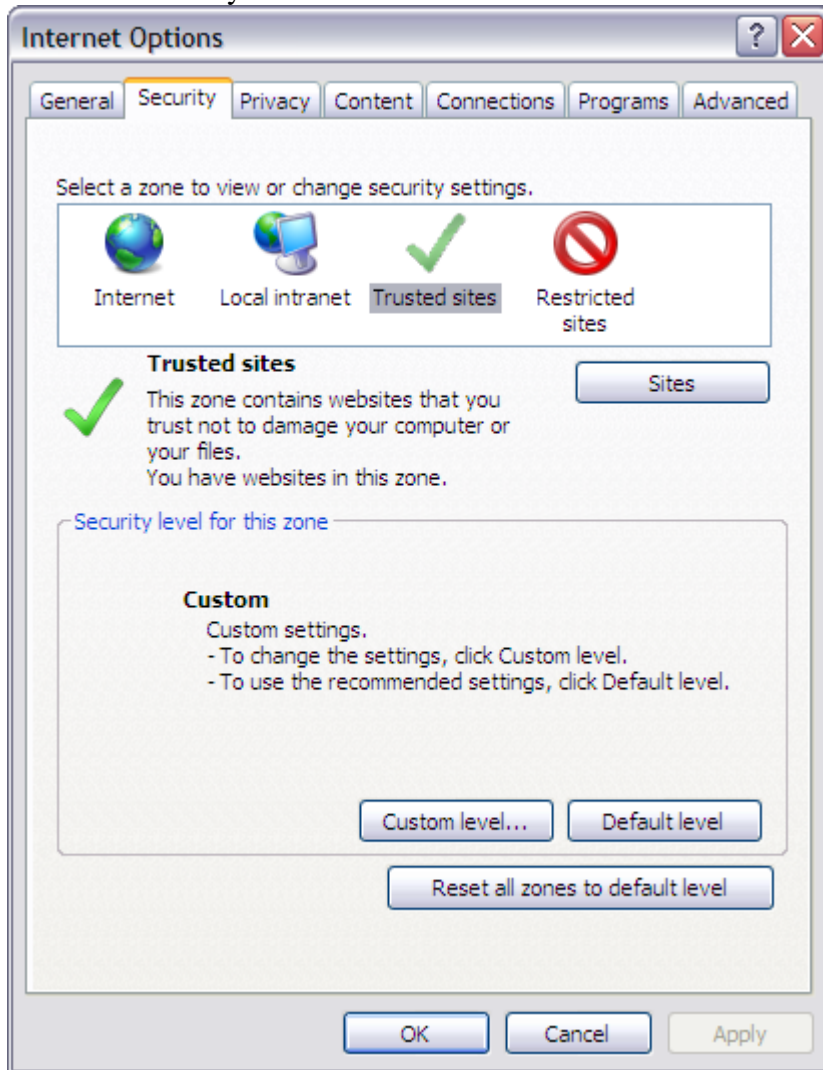 Internet Options
General Security Privacy Content Connections Programs Advanced
Select a zone to view or change security settings.
Internet Local intranet Trusted sites Restricted
sites
Trusted sites
Sites
This zone contains websites that you
trust not to damage your computer or
your files.
You have websites in this zone.
Security level for this zone
Custom
Custom settings.
- To change the settings, click Custom level.
- To use the recommended settings, click Default level.
Custom level... Default level
Reset all zones to default level
OK Cancel Apply